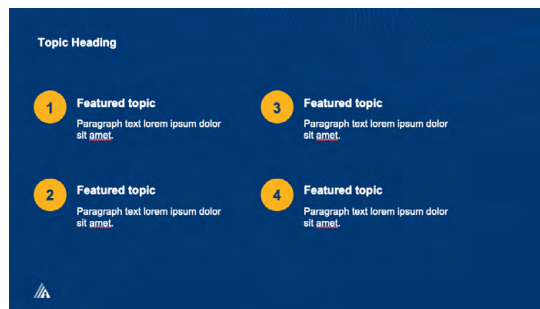 Topic Heading
1
Featured topic
Paragraph text lorem ipsum dolor
sit amet.
2
Featured topic
Paragraph text lorem ipsum dolor
sit amet.
3
Featured topic
Paragraph text lorem ipsum dolor
sit amet.
4
Featured topic
Paragraph text lorem ipsum dolor
sit amet.